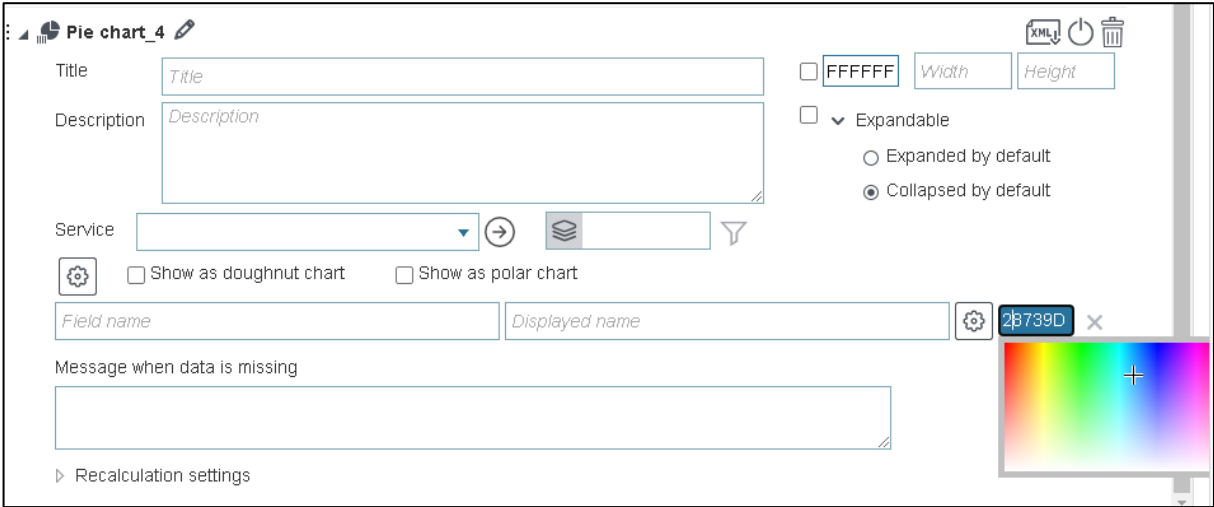 Pie chart_4
XML
Title
Title
FFFFFF
Width
Height
Description
Description
Expandable
Expanded by default
Collapsed by default
Service
Show as doughnut chart
Show as polar chart
Field name
Displayed name
28739D
Message when data is missing
Recalculation settings